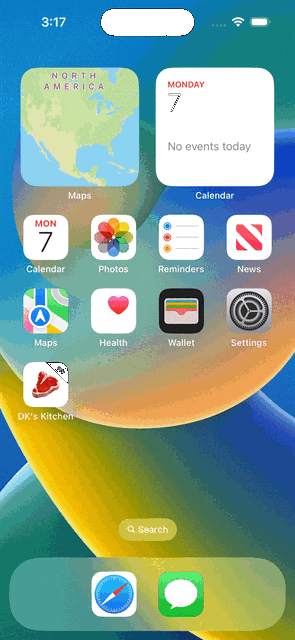 3:17
NORTH
AMERICA
Maps
MONDAY
7
No events today
Calendar
MON
7
Calendar
Photos
Reminders
News
Maps
Health
Wallet
Settings
DK's Kitchen
Search